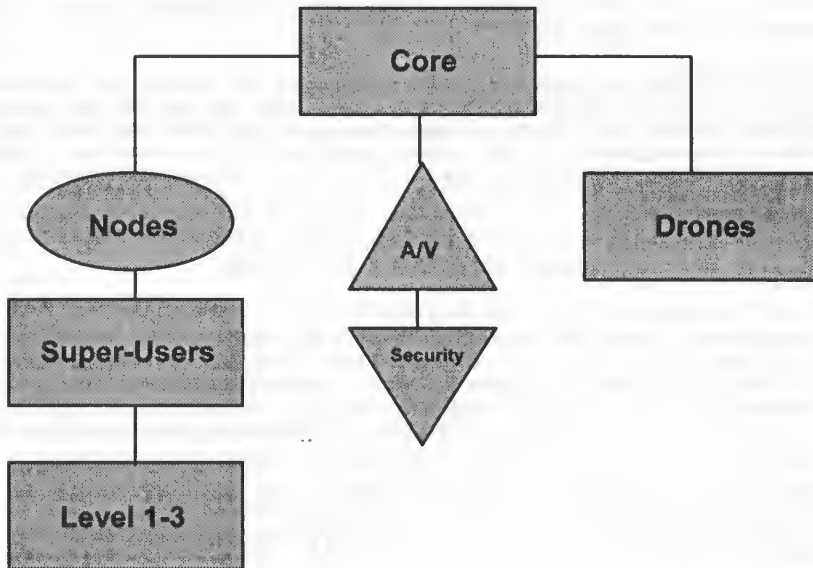 Core
Nodes
A/V
Drones
Super-Users
Security
Level 1-3